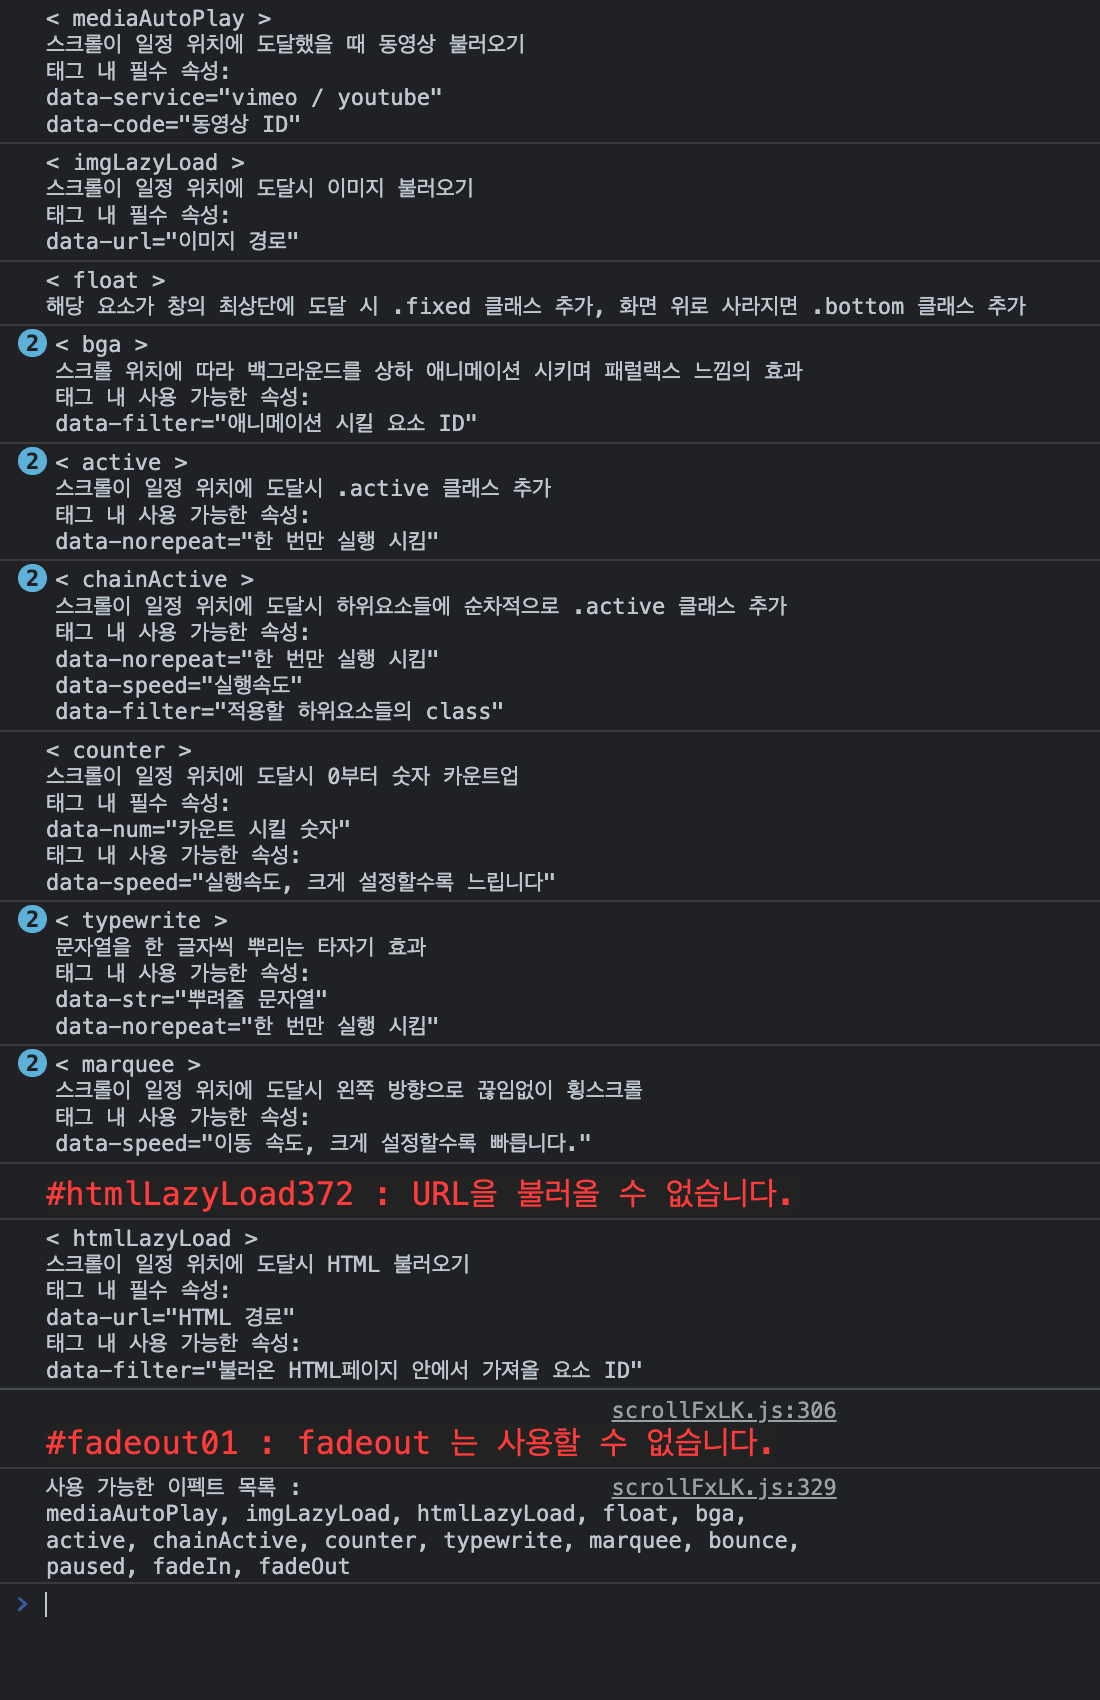 < mediaAutoPlay >
스크롤이 일정 위치에 도달했을 때 동영상 불러오기
태그 내 필수 속성:
data-service="vimeo / youtube"
data-code="동영상 ID"
< imgLazyLoad >
스크롤이 일정 위치에 도달시 이미지 불러오기
태그 내 필수 속성:
data-url="이미지 경로"
< float >
해당 요소가 창의 최상단에 도달 시 .fixed 클래스 추가, 화면 위로 사라지면 .bottom 클래스 추가
2 < bga >
스크롤 위치에 따라 백그라운드를 상하 애니메이션 시키며 패럴랙스 느낌의 효과
태그 내 사용 가능한 속성:
data-filter="애니메이션 시킬 요소 ID"
2 < active >
스크롤이 일정 위치에 도달시 .active 클래스 추가
태그 내 사용 가능한 속성:
data-norepeat="한 번만 실행 시킴"
2 < chainActive >
스크롤이 일정 위치에 도달시 하위요소들에 순차적으로 .active 클래스 추가
태그 내 사용 가능한 속성:
data-norepeat="한 번만 실행 시킴"
data-speed="실행속도"
data-filter="적용할 하위요소들의 class"
< counter >
스크롤이 일정 위치에 도달시 0부터 숫자 카운트업
태그 내 필수 속성:
data-num="카운트 시킬 숫자"
태그 내 사용 가능한 속성:
data-speed="실행속도, 크게 설정할수록 느립니다"
2 < typewrite >
문자열을 한 글자씩 뿌리는 타자기 효과
태그 내 사용 가능한 속성:
data-str="뿌려줄 문자열"
data-norepeat="한 번만 실행 시킴"
2 < marquee >
스크롤이 일정 위치에 도달시 왼쪽 방향으로 끊임없이 횡스크롤
태그 내 사용 가능한 속성:
data-speed="이동 속도, 크게 설정할수록 빠릅니다."
#htmlLazyLoad372 : URL을 불러올 수 없습니다.
< htmlLazyLoad >
스크롤이 일정 위치에 도달시 HTML 불러오기
태그 내 필수 속성:
data-url="HTML 경로"
태그 내 사용 가능한 속성:
data-filter="불러온 HTML페이지 안에서 가져올 요소 ID"
scrollFxLK.js:306
#fadeout01 : fadeout 는 사용할 수 없습니다.
사용 가능한 이펙트 목록 : scrollFxLK.js:329
mediaAutoPlay, imgLazyLoad, htmlLazyLoad, float, bga,
active, chainActive, counter, typewrite, marquee, bounce,
paused, fadeIn, fadeOut
>